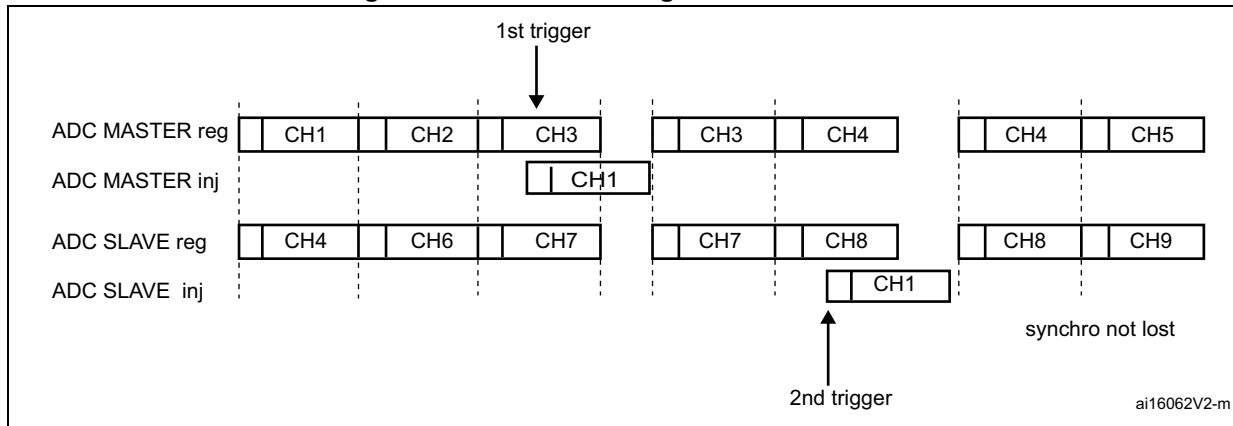 1st trigger
ADC MASTER reg CH1 CH2 CH3 CH3 CH4 CH4 CH5
ADC MASTER inj CH1
ADC SLAVE reg CH4 CH6 CH7 CH7 CH8 CH8 CH9
ADC SLAVE inj CH1
synchro not lost
2nd trigger
ai16062V2-m